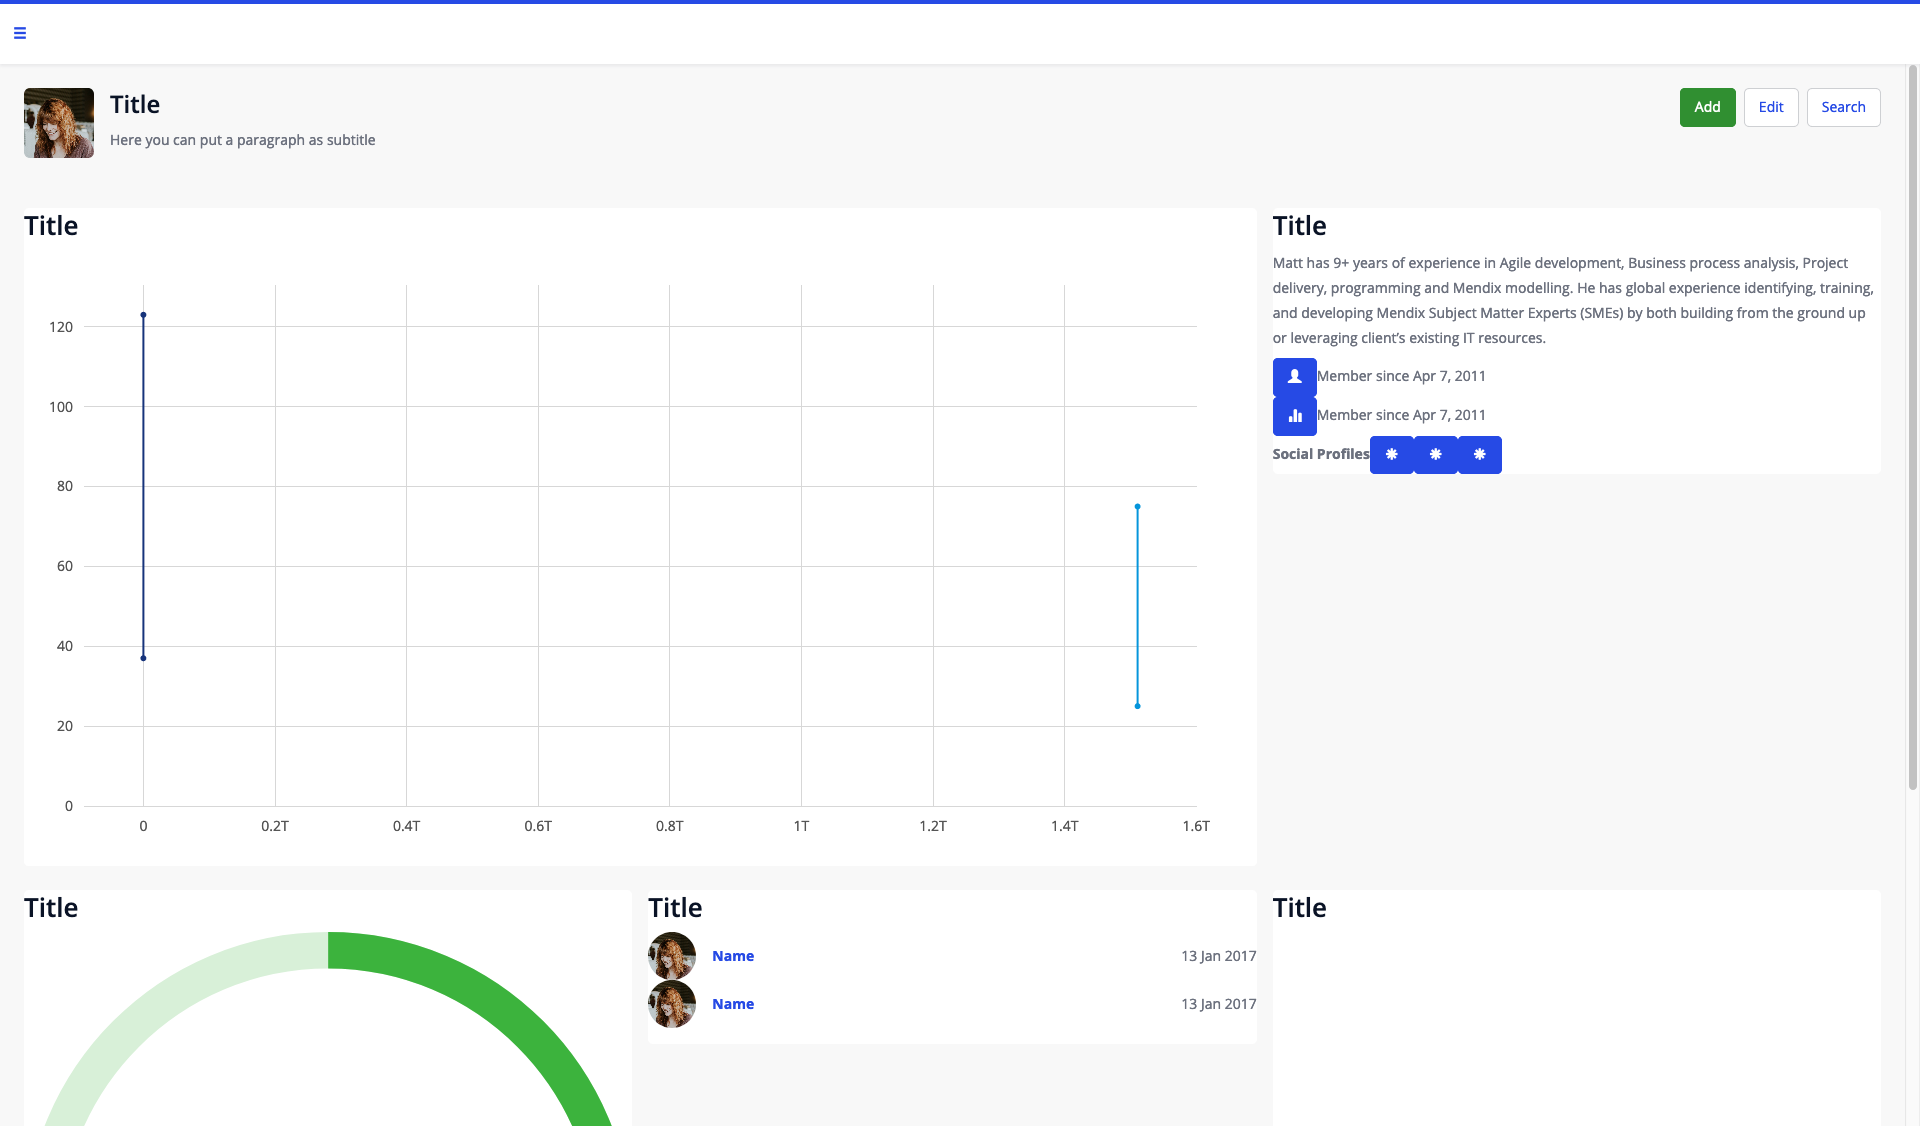 Title
Here you can put a paragraph as subtitle
Add
Edit
Search
Title
120
100
80
60
40
20
0
0
0.2T
0.4T
0.6T
0.8T
1T
1.2T
1.4T
1.6T
Title
Matt has 9+ years of experience in Agile development, Business process analysis, Project
delivery, programming and Mendix modelling. He has global experience identifying, training,
and developing Mendix Subject Matter Experts (SMEs) by both building from the ground up
or leveraging client’s existing IT resources.
Member since Apr 7, 2011
Member since Apr 7, 2011
Social Profiles
Title
Title
Name
13 Jan 2017
Name
13 Jan 2017
Title